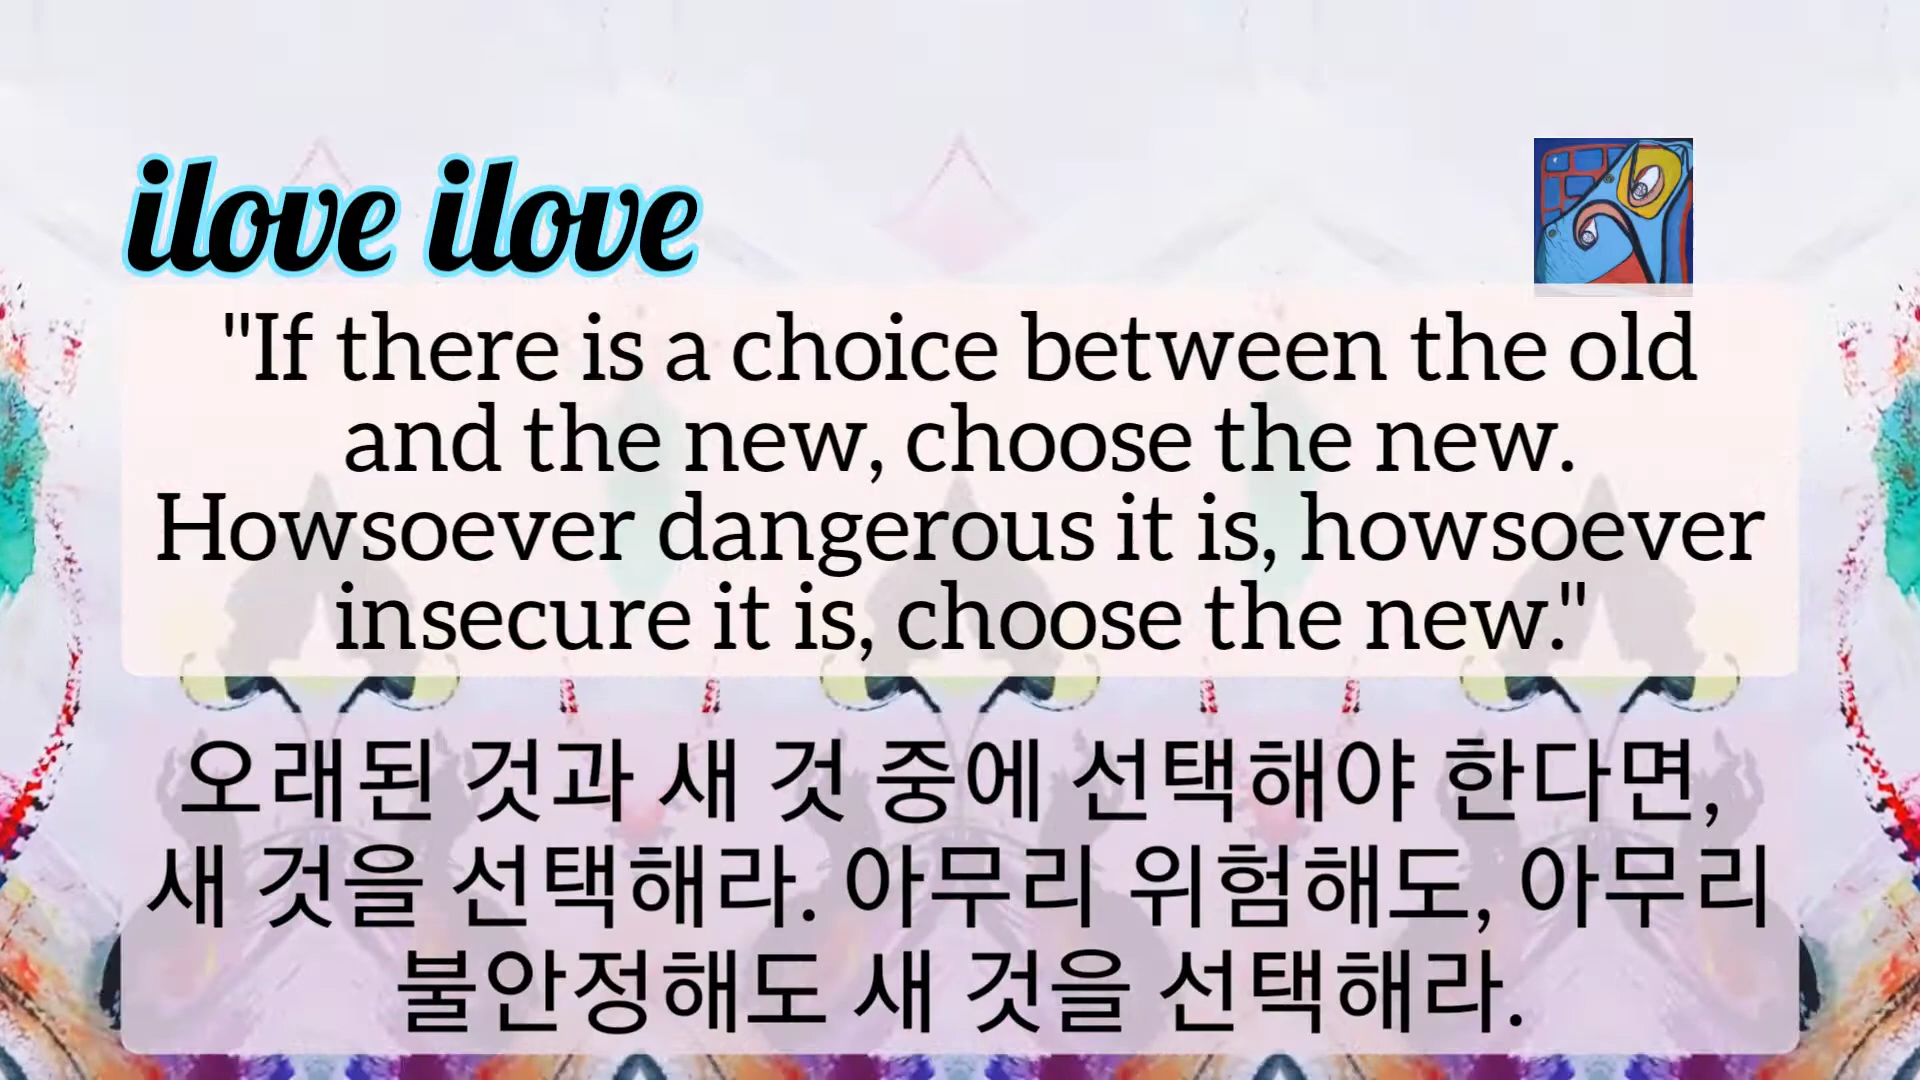 ilove ilove
"If there is a choice between the old
and the new, choose the new.
Howsoever dangerous it is, howsoever
insecure it is, choose the new."
오래된 것과 새 것 중에 선택해야 한다면,
새 것을 선택해라. 아무리 위험해도, 아무리
불안정해도 새 것을 선택해라.